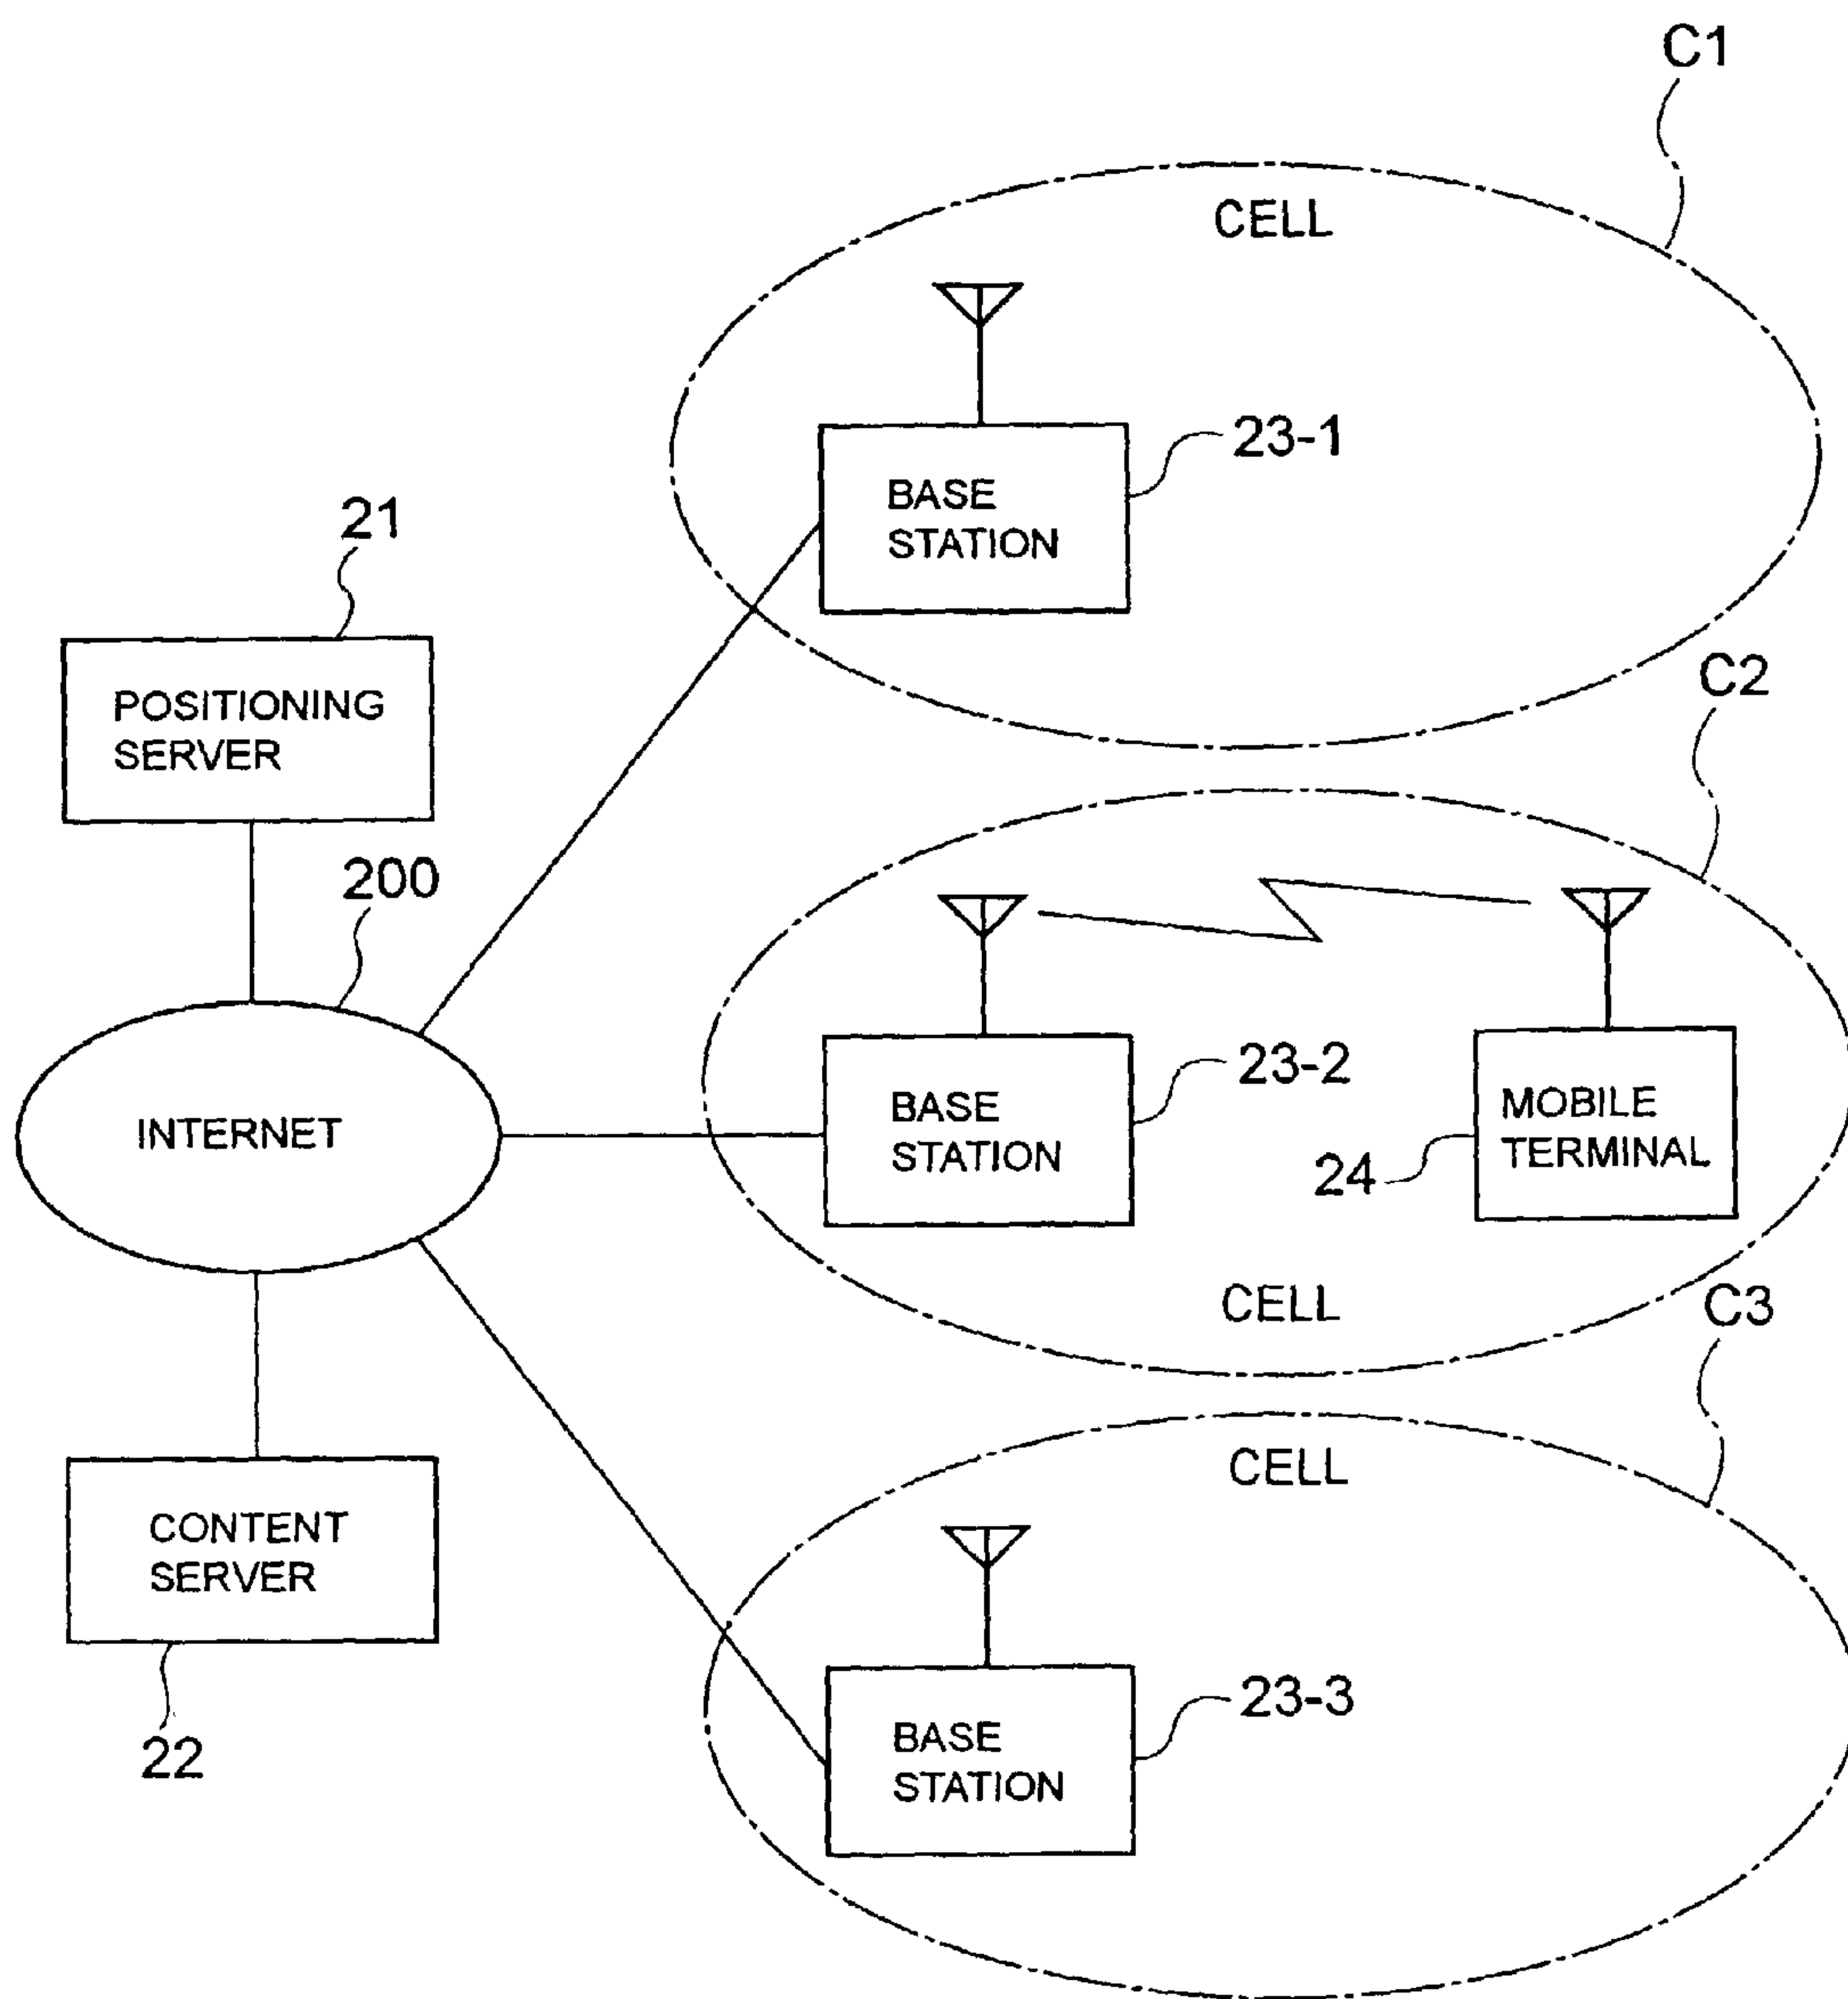 C1
CELL
23-1
BASE
STATION
21
POSITIONING
SERVER
C2
200
INTERNET
23-2
BASE
STATION
MOBILE
TERMINAL
24
CELL
C3
CELL
CONTENT
SERVER
22
23-3
BASE
STATION